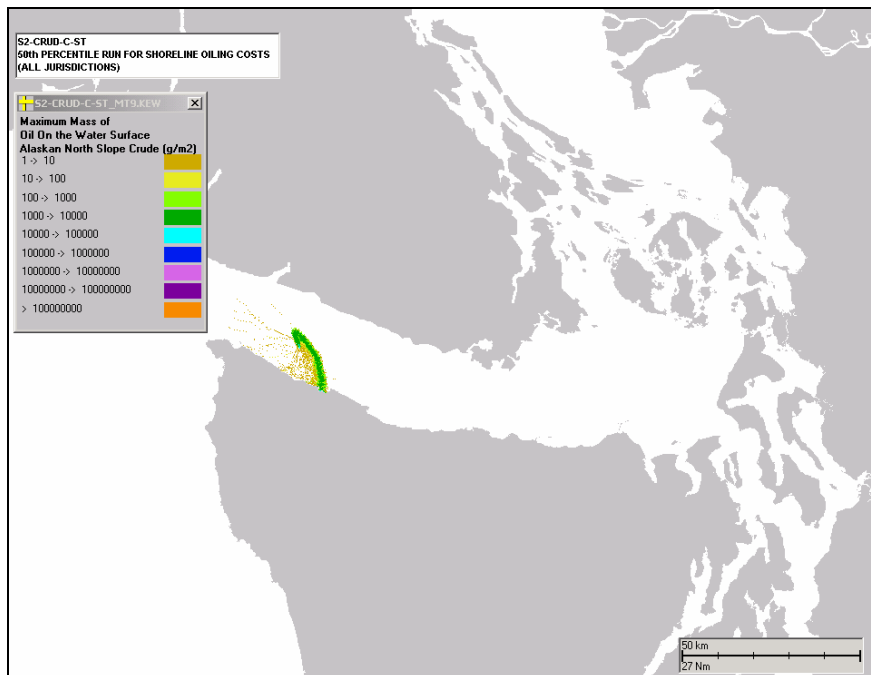 S2-CRUD-C-ST
50th PERCENTILE RUN FOR SHORELINE OILING COSTS
(ALL JURISDICTIONS)
S2-CRUD-C-ST_MT9.KEW
Maximum Mass of
Oil On the Water Surface
Alaskan North Slope Crude (g/m2)
1 -> 10
10 -> 100
100 -> 1000
1000 -> 10000
10000 -> 100000
100000 -> 1000000
1000000 -> 10000000
10000000 -> 100000000
> 100000000
50 km
27 Nm